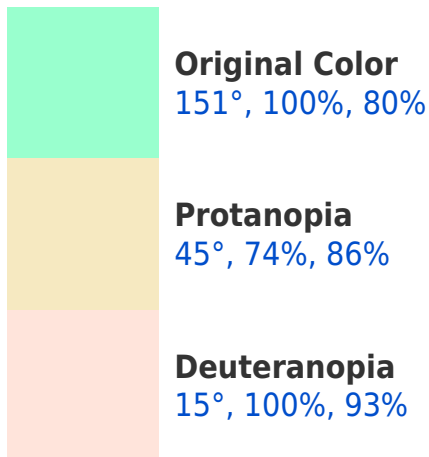 Original Color
151°, 100%, 80%
Protanopia
45°, 74%, 86%
Deuteranopia
15°, 100%, 93%